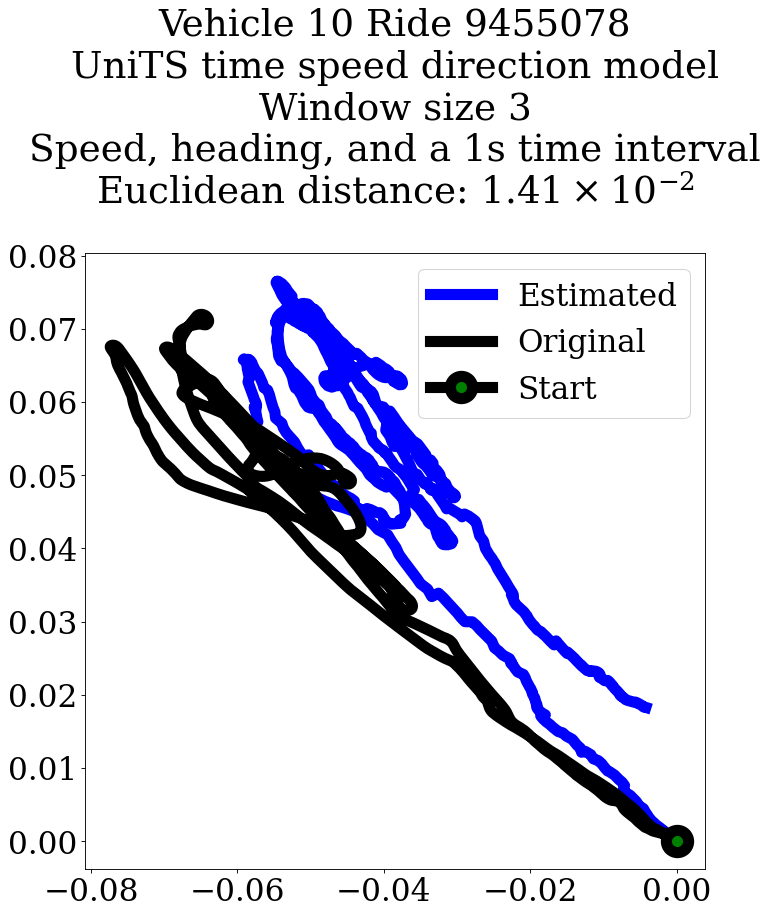 Vehicle 10 Ride 9455078
UniTS time speed direction model
Window size 3
Speed, heading, and a 1s time interval
Euclidean distance: 1.41 × 10⁻²
Estimated
Original
Start
0.08
0.07
0.06
0.05
0.04
0.03
0.02
0.01
0.00
−0.08 −0.06 −0.04 −0.02 0.00